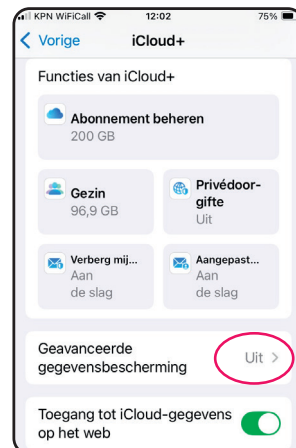 KPN WiFiCall 12:02 75%
Vorige iCloud+
Functies van iCloud+
Abonnement beheren
200 GB
Gezin
96,9 GB
Privédoor-
gifte
Uit
Verberg mij...
Aan
de slag
Aangepast...
Aan
de slag
Geavanceerde
gegevensbescherming
Uit
Toegang tot iCloud-gegevens
op het web